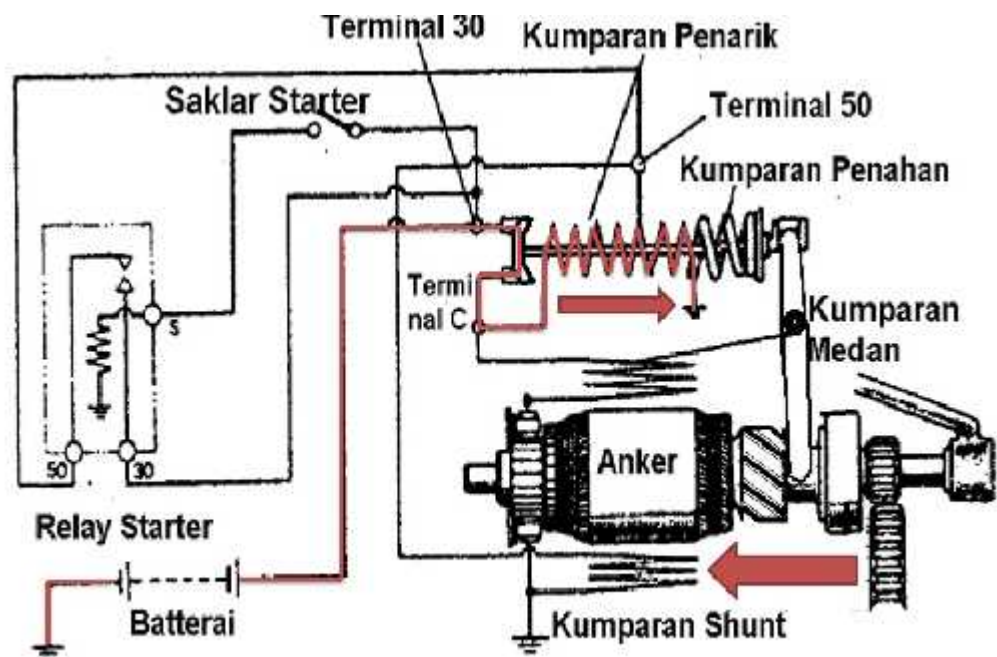 Terminal 30
Kumparan Penarik
Saklar Starter
Terminal 50
Kumparan Penahan
Termi
nal C
Kumparan
Medan
S
50
30
Anker
Relay Starter
Batterai
Kumparan Shunt